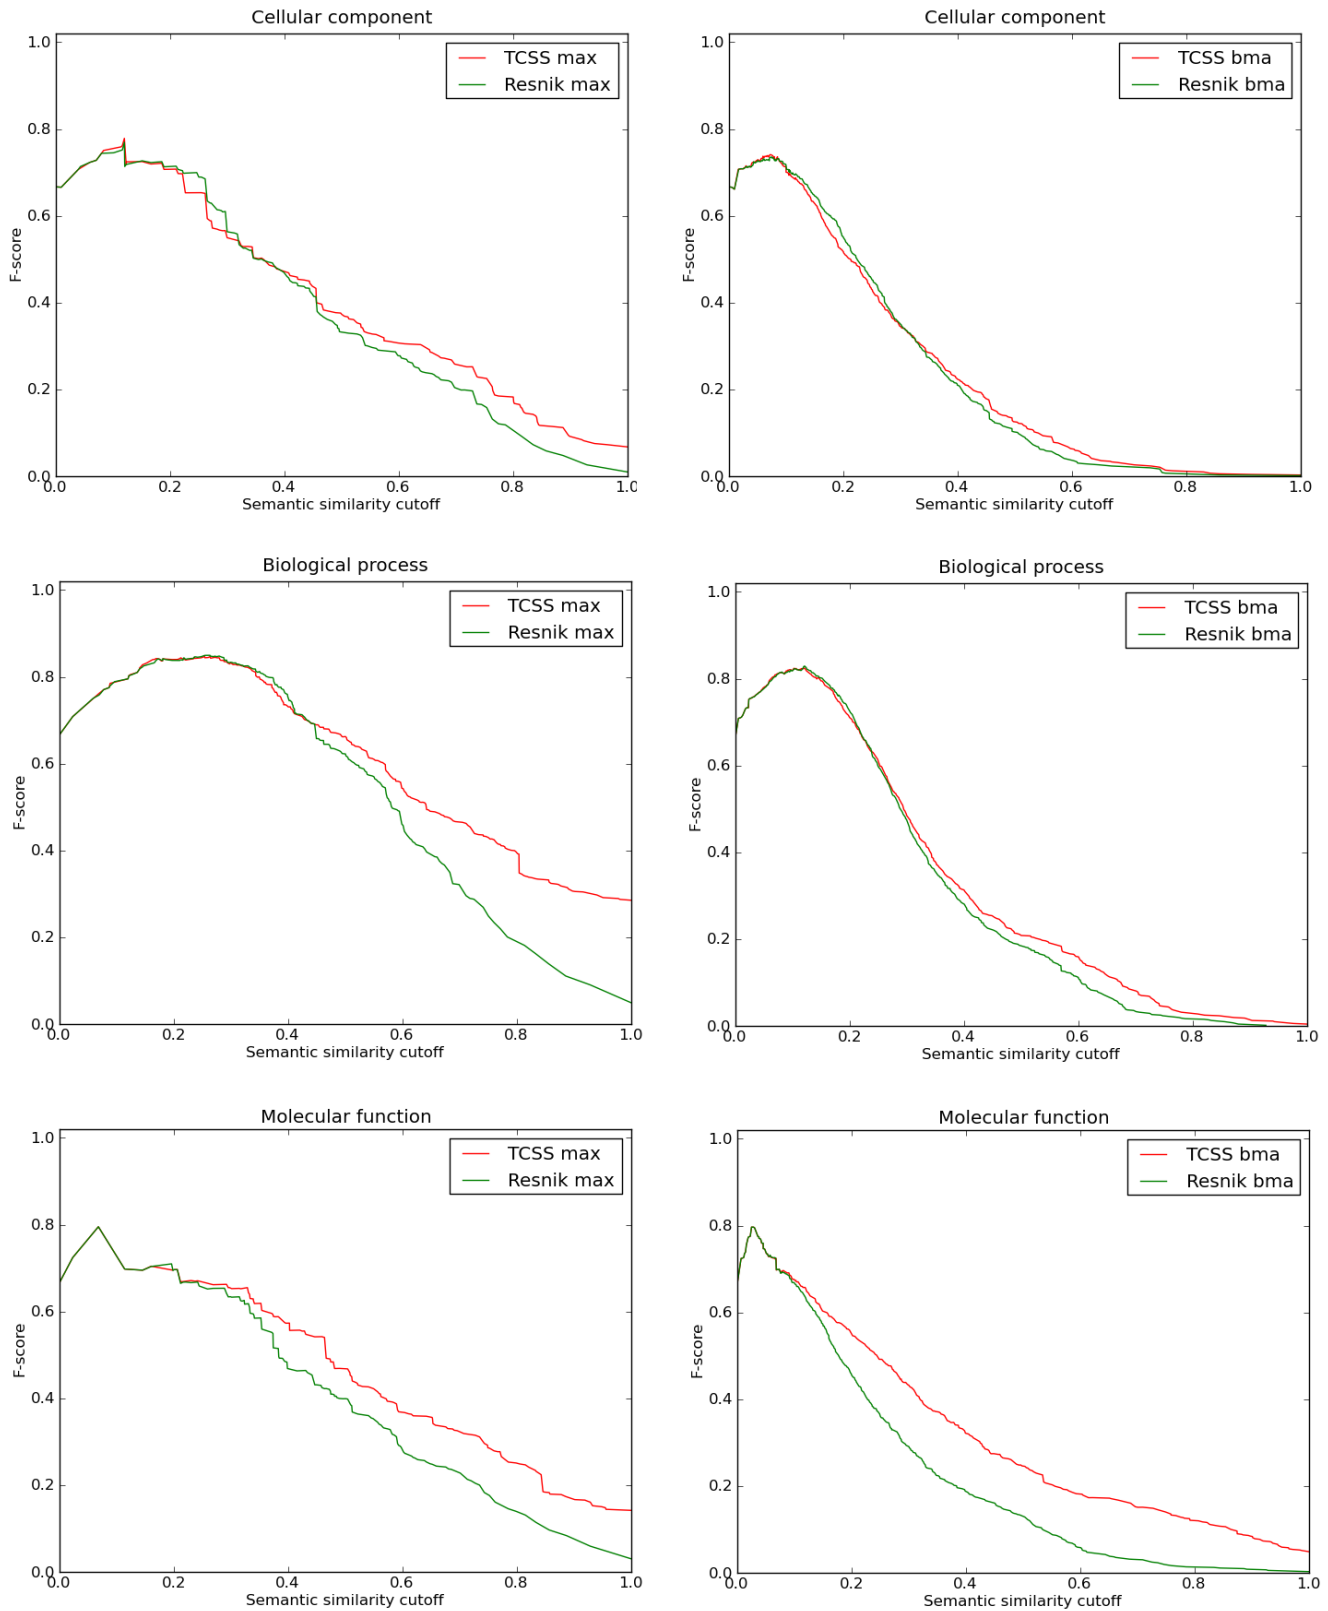 Cellular component
TCSS max
Resnik max
1.0
0.8
0.6
0.4
0.2
0.0
F-score
0.0 0.2 0.4 0.6 0.8 1.0
Semantic similarity cutoff
Cellular component
TCSS bma
Resnik bma
1.0
0.8
0.6
0.4
0.2
0.0
F-score
0.0 0.2 0.4 0.6 0.8 1.0
Semantic similarity cutoff
Biological process
TCSS max
Resnik max
1.0
0.8
0.6
0.4
0.2
0.0
F-score
0.0 0.2 0.4 0.6 0.8 1.0
Semantic similarity cutoff
Biological process
TCSS bma
Resnik bma
1.0
0.8
0.6
0.4
0.2
0.0
F-score
0.0 0.2 0.4 0.6 0.8 1.0
Semantic similarity cutoff
Molecular function
TCSS max
Resnik max
1.0
0.8
0.6
0.4
0.2
0.0
F-score
0.0 0.2 0.4 0.6 0.8 1.0
Semantic similarity cutoff
Molecular function
TCSS bma
Resnik bma
1.0
0.8
0.6
0.4
0.2
0.0
F-score
0.0 0.2 0.4 0.6 0.8 1.0
Semantic similarity cutoff